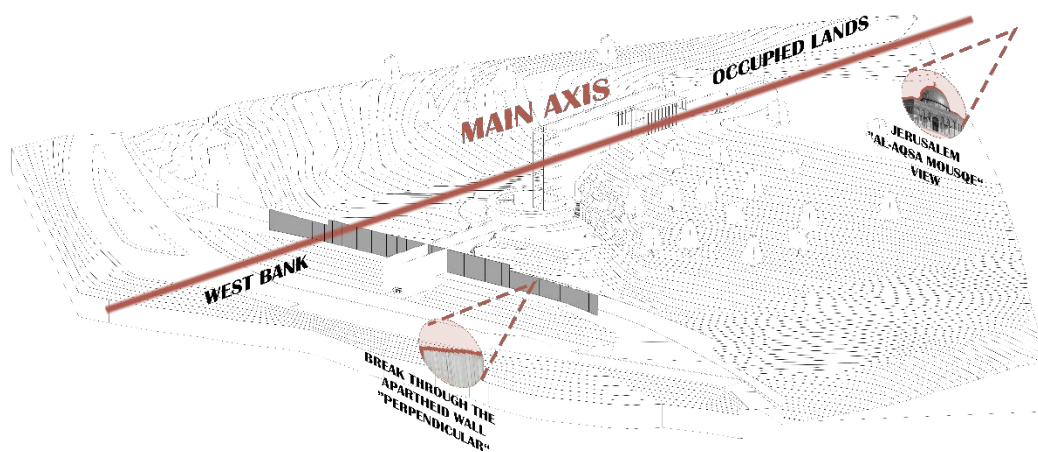 OCCUPIED LANDS
MAIN AXIS
JERUSALEM
"AL-AQSA MOUSQE"
VIEW
WEST BANK
BREAK THROUGH THE
APARTHEID WALL
"PERPENDICULAR"